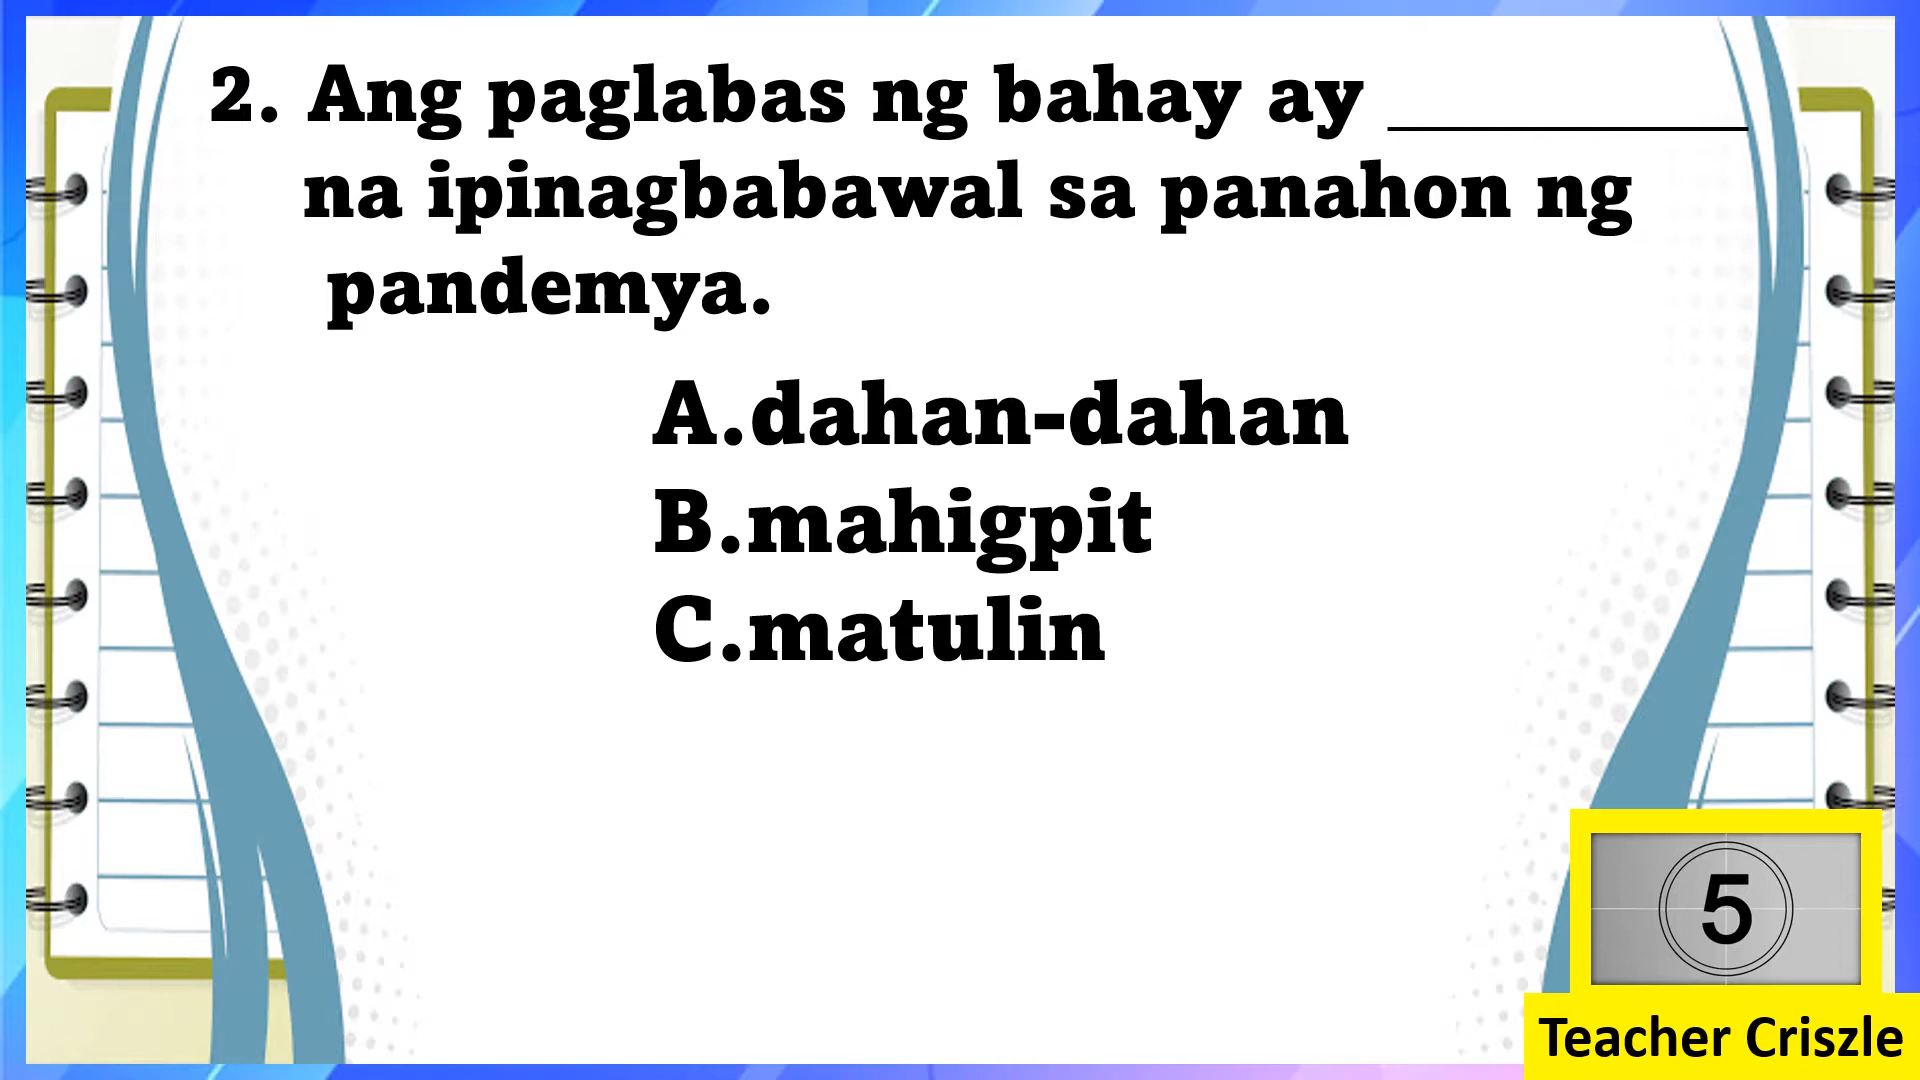 2. Ang paglabas ng bahay ay _________
na ipinagbabawal sa panahon ng
pandemya.
A.dahan-dahan
B.mahigpit
C.matulin
5
Teacher Criszle